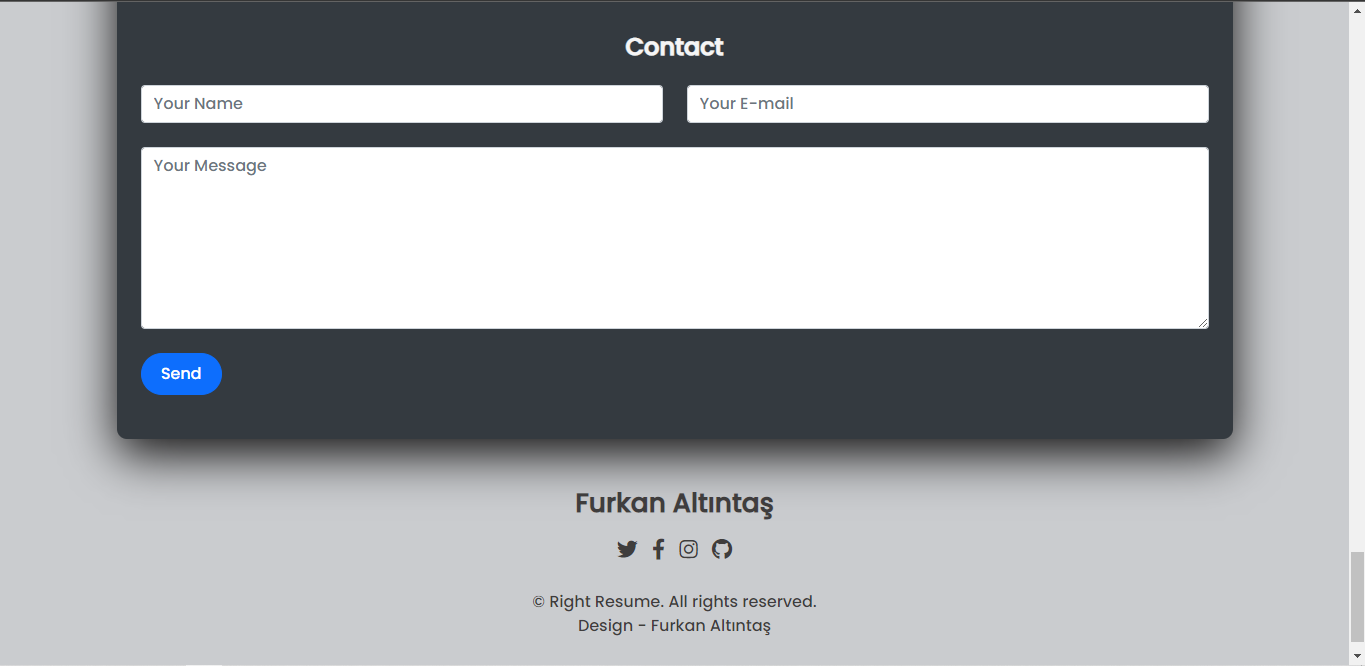 Contact
Your Name
Your E-mail
Your Message
Send
Furkan Altıntaş
© Right Resume. All rights reserved.
Design - Furkan Altıntaş